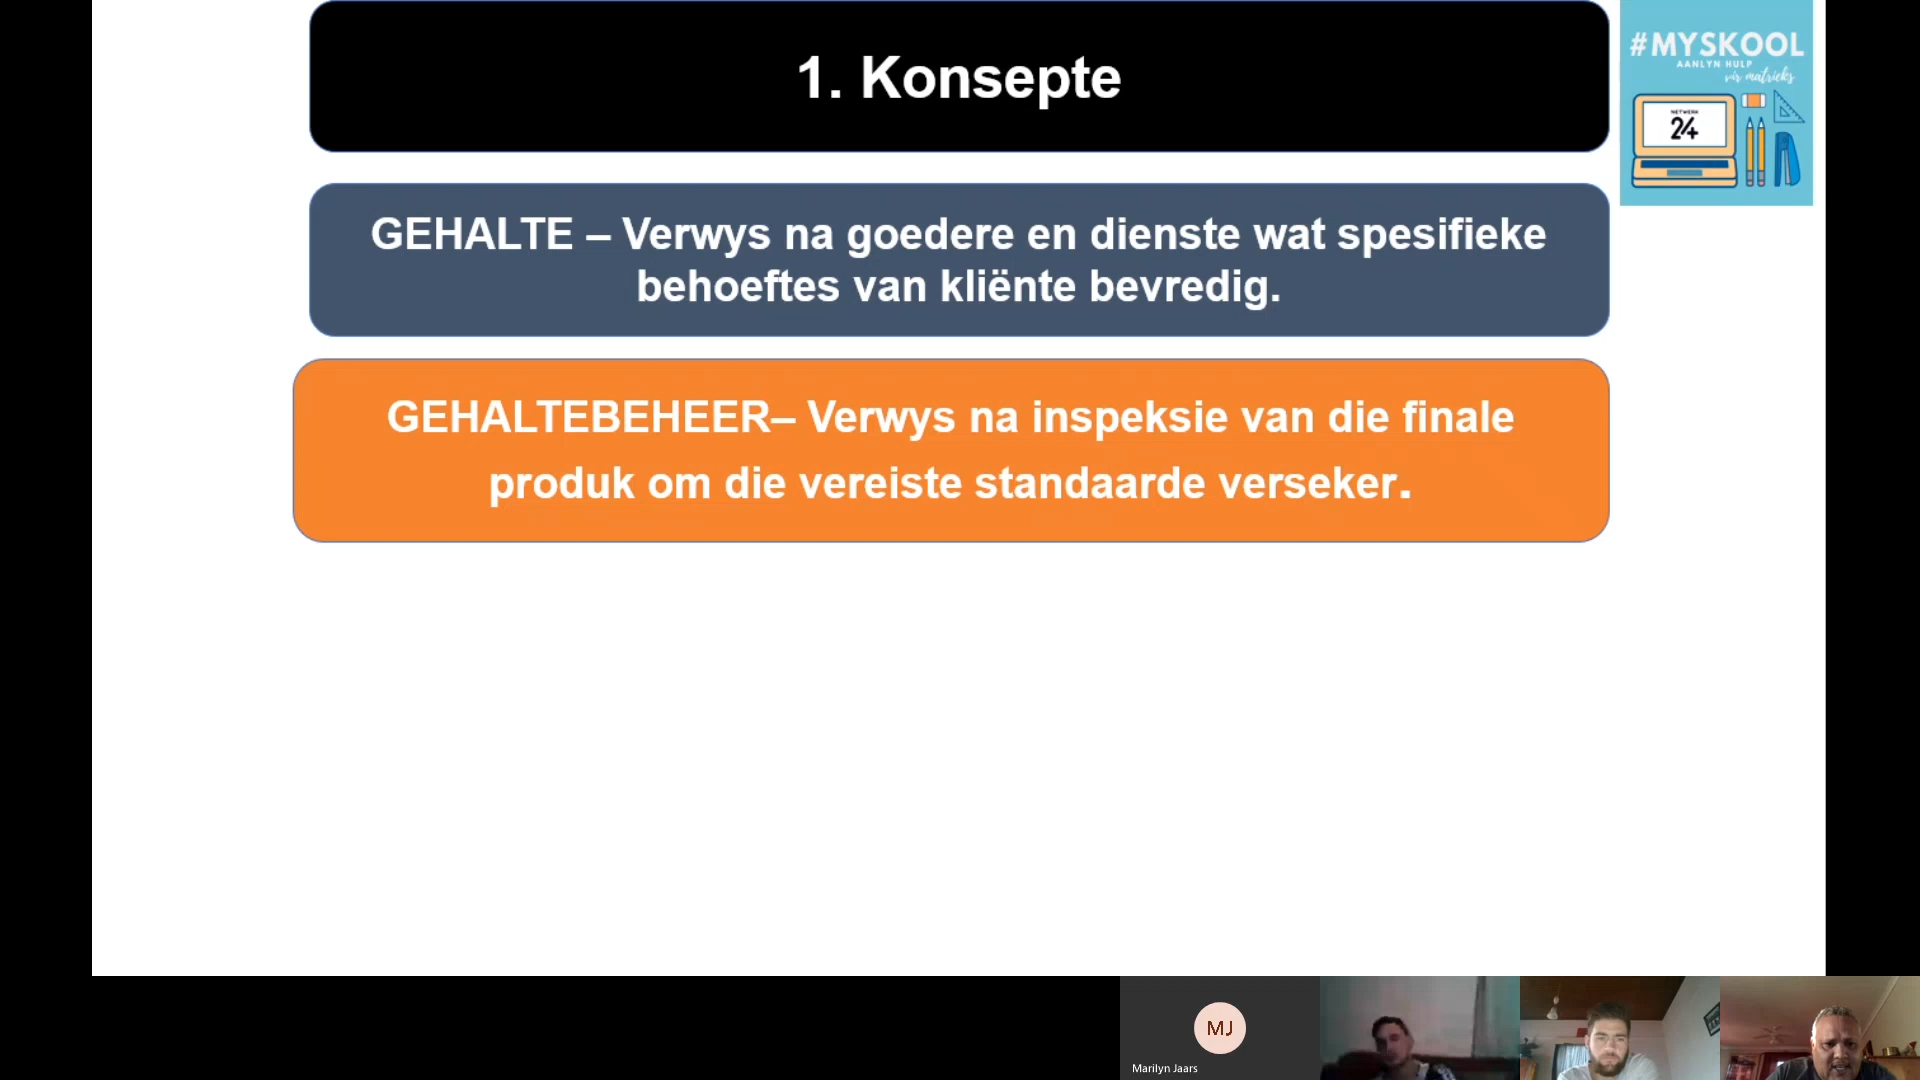 1. Konsepte
#MYSKOOL
AANLYN HULP
vir matrieks
NETWERK
24
GEHALTE – Verwys na goedere en dienste wat spesifieke
behoeftes van kliënte bevredig.
GEHALTEBEHEER– Verwys na inspeksie van die finale
produk om die vereiste standaarde verseker.
MJ
Marilyn Jaars